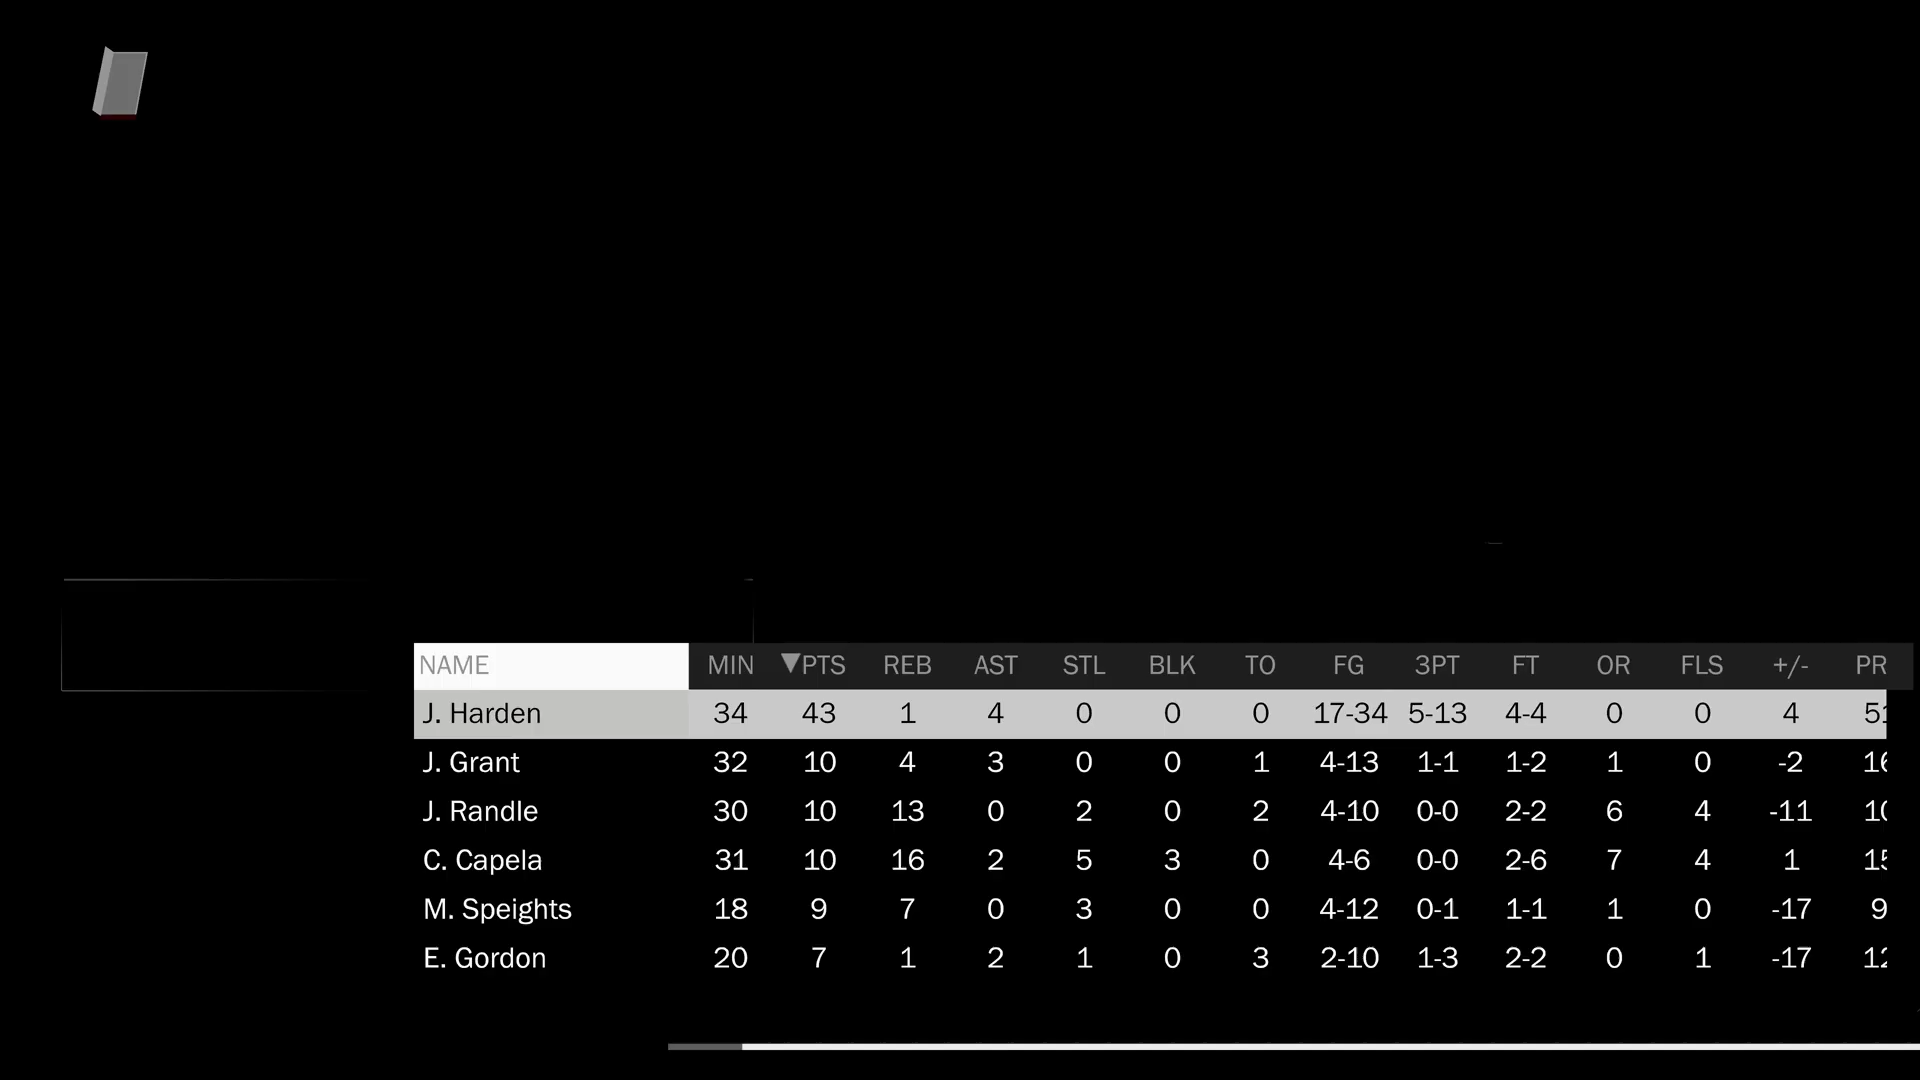 NAME MIN ▼PTS REB AST STL BLK TO FG 3PT FT OR FLS +/- PR
J. Harden 34 43 1 4 0 0 0 17-34 5-13 4-4 0 0 4 51
J. Grant 32 10 4 3 0 0 1 4-13 1-1 1-2 1 0 -2 16
J. Randle 30 10 13 0 2 0 2 4-10 0-0 2-2 6 4 -11 10
C. Capela 31 10 16 2 5 3 0 4-6 0-0 2-6 7 4 1 15
M. Speights 18 9 7 0 3 0 0 4-12 0-1 1-1 1 0 -17 9
E. Gordon 20 7 1 2 1 0 3 2-10 1-3 2-2 0 1 -17 12